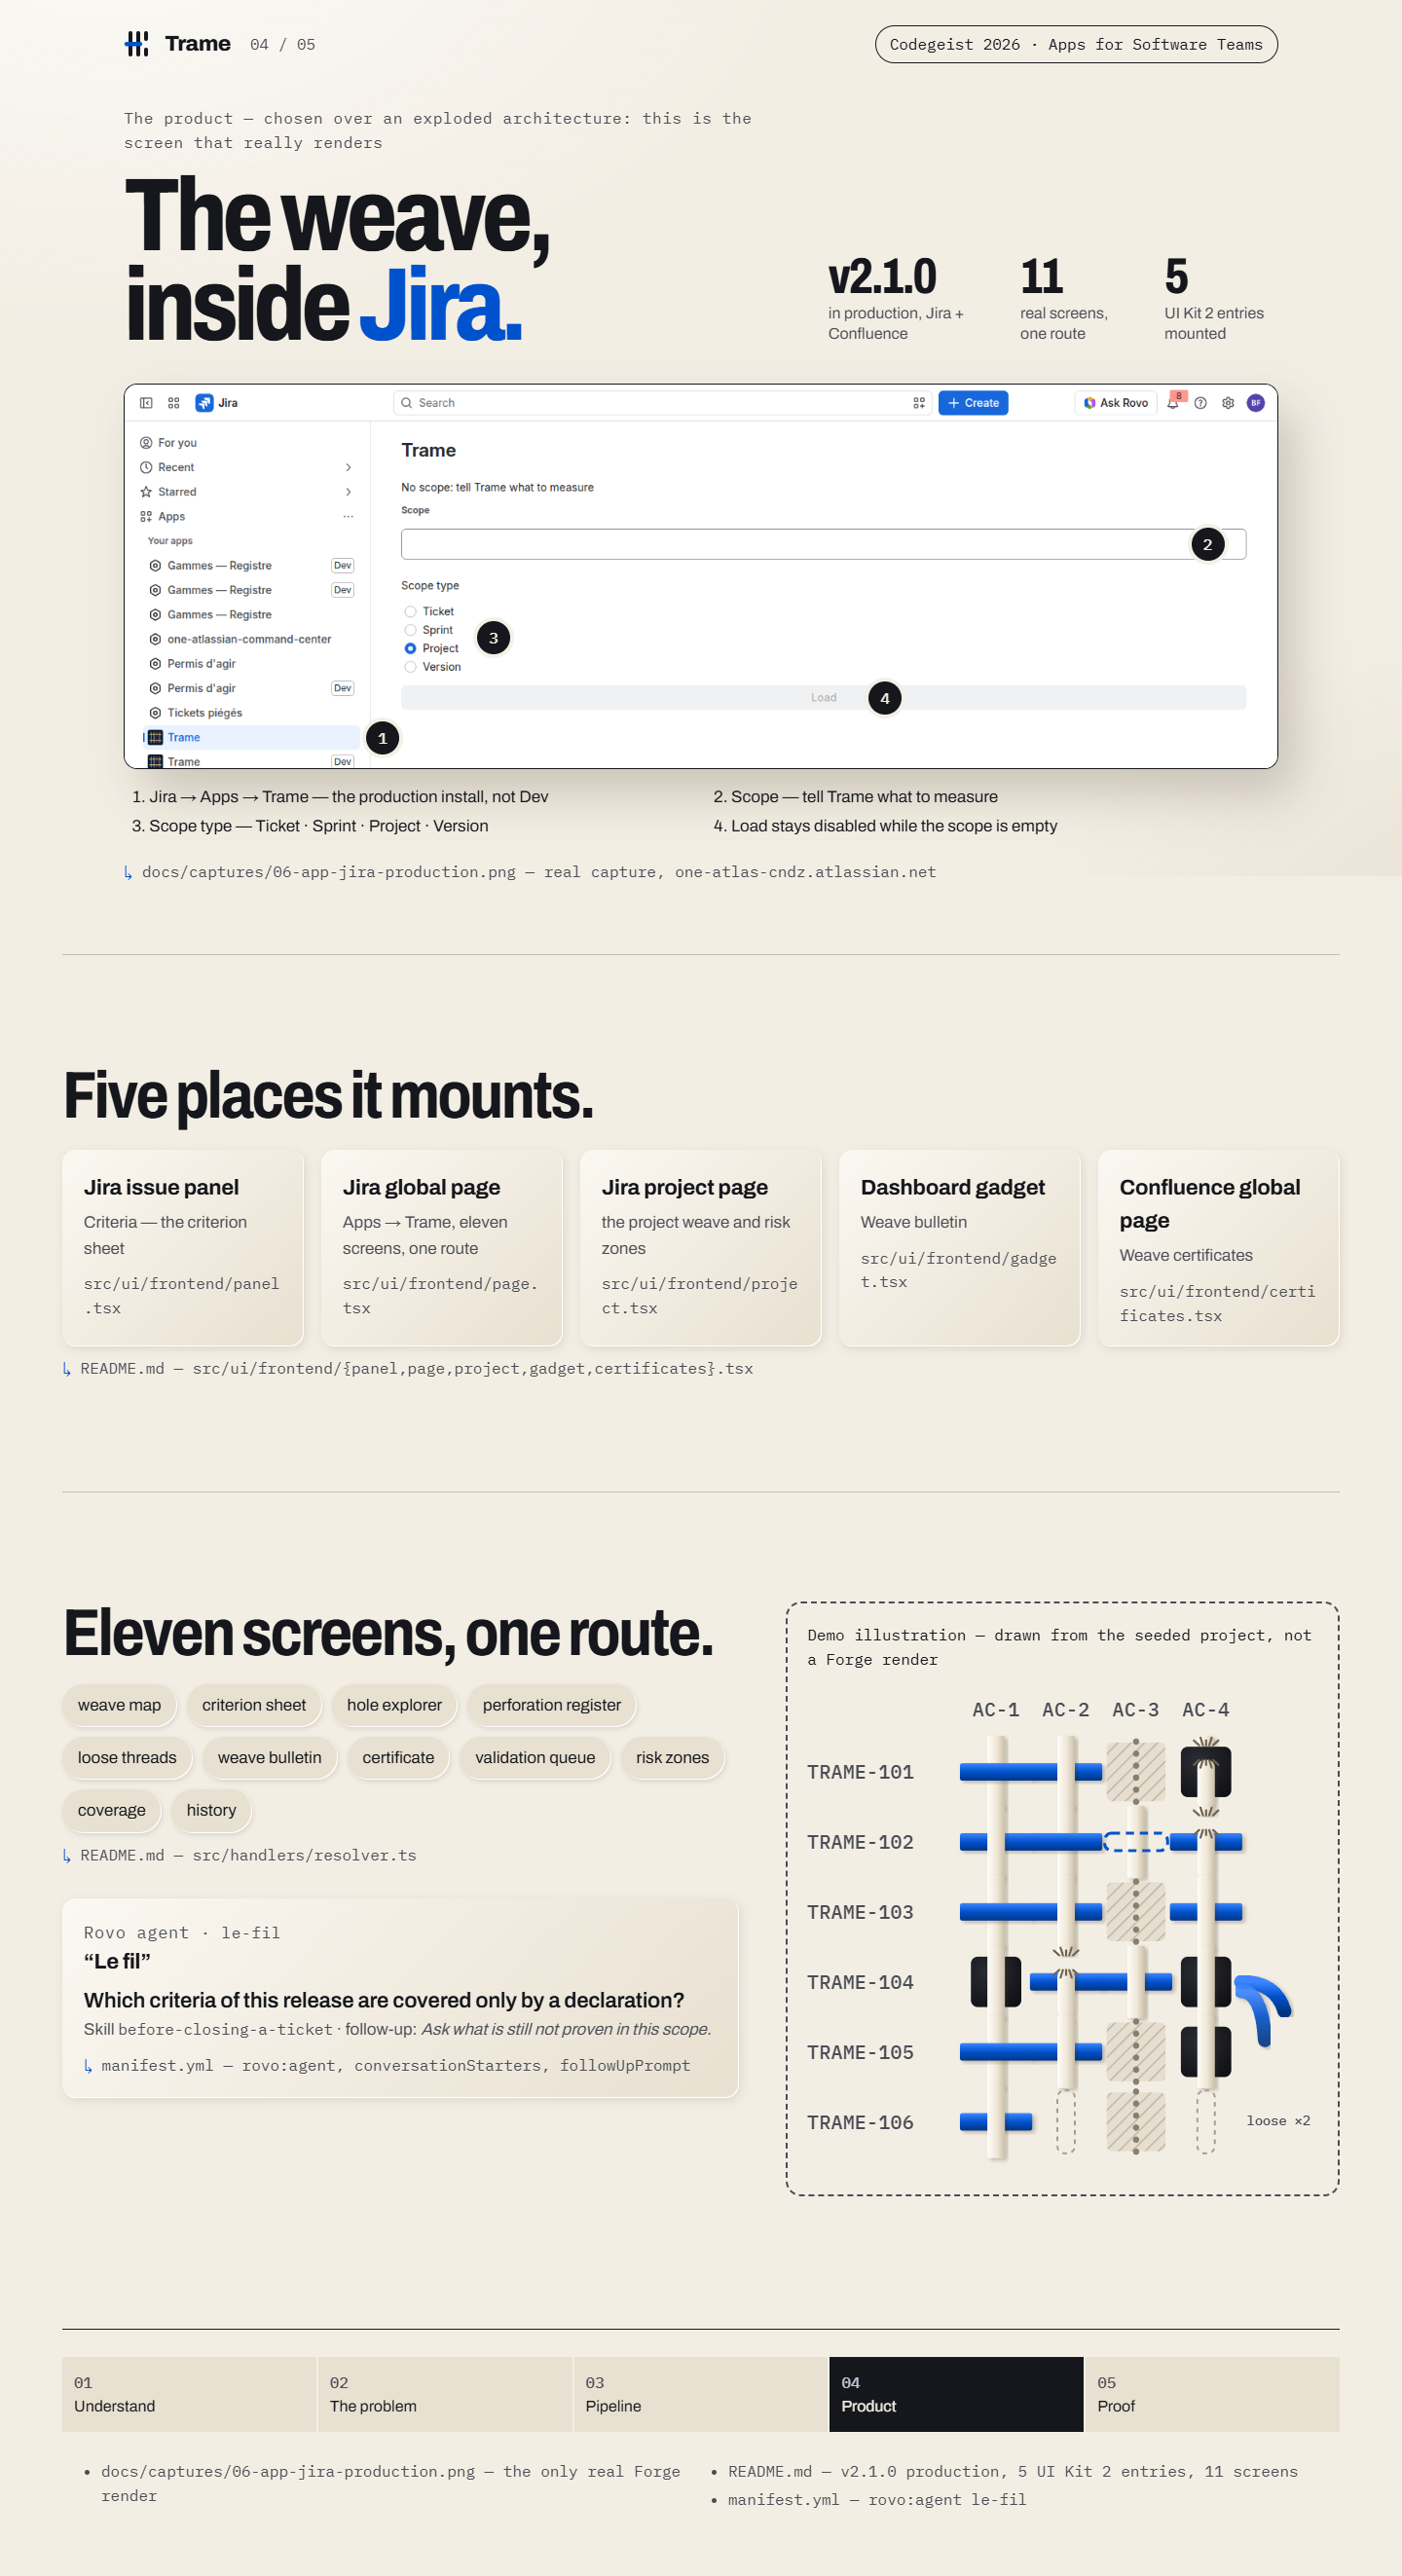 Trame 04 / 05
Codegeist 2026 · Apps for Software Teams
The product — chosen over an exploded architecture: this is the
screen that really renders
The weave,
inside Jira.
v2.1.0
in production, Jira +
Confluence
11
real screens,
one route
5
UI Kit 2 entries
mounted
Jira
Search
Create
Ask Rovo
8
BF
For you
Recent
Starred
Apps
Your apps
Gammes — Registre Dev
Gammes — Registre Dev
Gammes — Registre
one-atlassian-command-center
Permis d'agir
Permis d'agir Dev
Tickets piégés
Trame
Trame Dev
1
Trame
No scope: tell Trame what to measure
Scope
2
Scope type
Ticket
Sprint
Project
Version
3
Load
4
1. Jira → Apps → Trame — the production install, not Dev
2. Scope — tell Trame what to measure
3. Scope type — Ticket · Sprint · Project · Version
4. Load stays disabled while the scope is empty
↳ docs/captures/06-app-jira-production.png — real capture, one-atlas-cndz.atlassian.net
Five places it mounts.
Jira issue panel
Criteria — the criterion
sheet
src/ui/frontend/panel
.tsx
Jira global page
Apps → Trame, eleven
screens, one route
src/ui/frontend/page.
tsx
Jira project page
the project weave and risk
zones
src/ui/frontend/proje
ct.tsx
Dashboard gadget
Weave bulletin
src/ui/frontend/gadge
t.tsx
Confluence global
page
Weave certificates
src/ui/frontend/certi
ficates.tsx
↳ README.md — src/ui/frontend/{panel,page,project,gadget,certificates}.tsx
Eleven screens, one route.
weave map
criterion sheet
hole explorer
perforation register
loose threads
weave bulletin
certificate
validation queue
risk zones
coverage
history
↳ README.md — src/handlers/resolver.ts
Rovo agent · le-fil
“Le fil”
Which criteria of this release are covered only by a declaration?
Skill before-closing-a-ticket · follow-up: Ask what is still not proven in this scope.
↳ manifest.yml — rovo:agent, conversationStarters, followUpPrompt
Demo illustration — drawn from the seeded project, not
a Forge render
AC-1 AC-2 AC-3 AC-4
TRAME-101
TRAME-102
TRAME-103
TRAME-104
TRAME-105
TRAME-106
loose ×2
01
Understand
02
The problem
03
Pipeline
04
Product
05
Proof
• docs/captures/06-app-jira-production.png — the only real Forge
render
• README.md — v2.1.0 production, 5 UI Kit 2 entries, 11 screens
• manifest.yml — rovo:agent le-fil